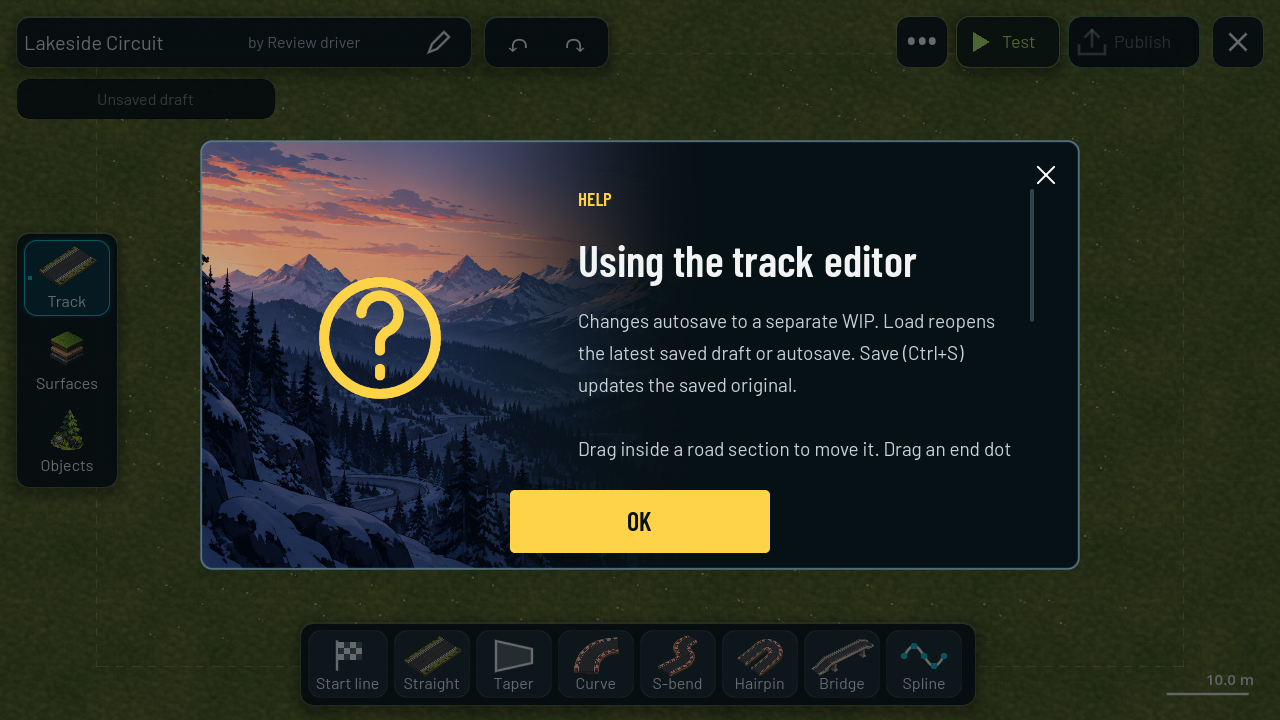 Lakeside Circuit
by Review driver
Test
Publish
Unsaved draft
HELP
Using the track editor
Changes autosave to a separate WIP. Load reopens
the latest saved draft or autosave. Save (Ctrl+S)
updates the saved original.
Drag inside a road section to move it. Drag an end dot
OK
Track
Surfaces
Objects
Start line
Straight
Taper
Curve
S-bend
Hairpin
Bridge
Spline
10.0 m